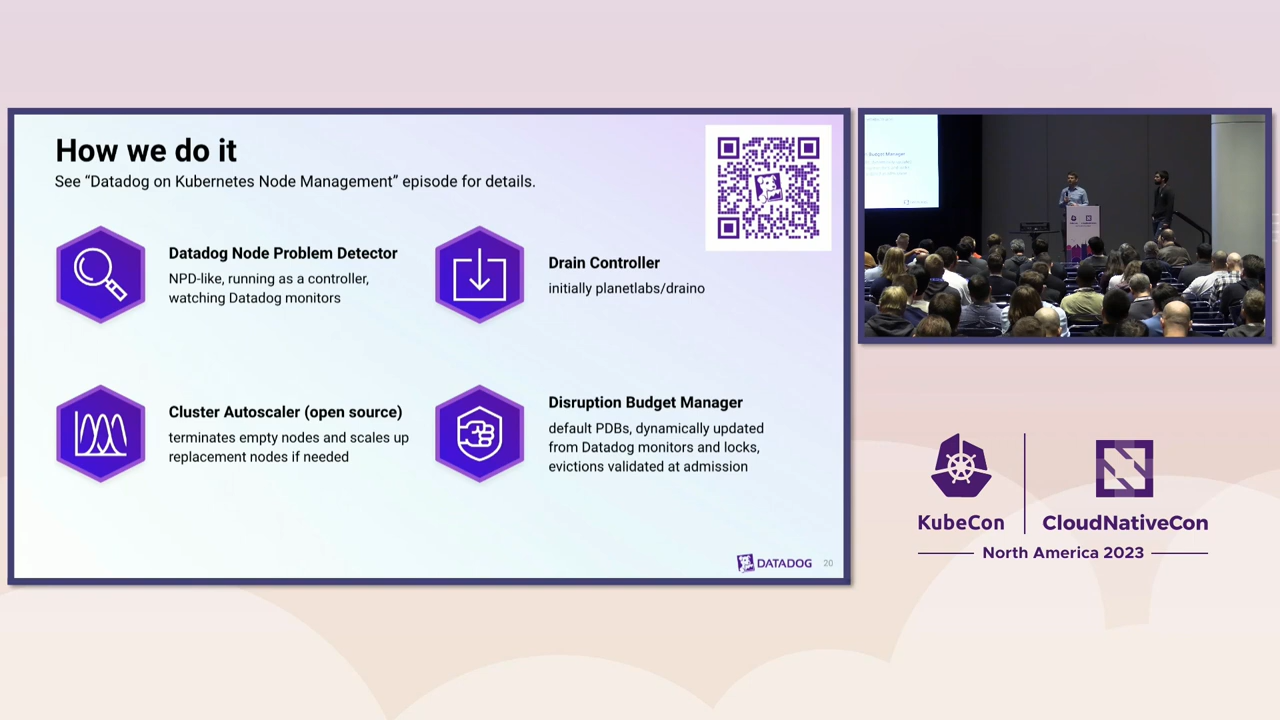 How we do it
See “Datadog on Kubernetes Node Management” episode for details.
Datadog Node Problem Detector
NPD-like, running as a controller,
watching Datadog monitors
Drain Controller
initially planetlabs/draino
Cluster Autoscaler (open source)
terminates empty nodes and scales up
replacement nodes if needed
Disruption Budget Manager
default PDBs, dynamically updated
from Datadog monitors and locks,
evictions validated at admission
DATADOG
20
KubeCon
CloudNativeCon
North America 2023